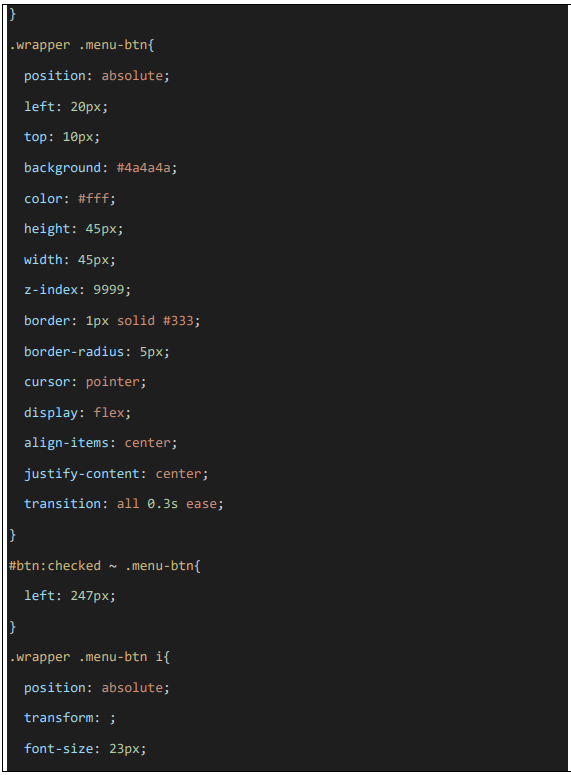 }
.wrapper .menu-btn{
position: absolute;
left: 20px;
top: 10px;
background: #4a4a4a;
color: #fff;
height: 45px;
width: 45px;
z-index: 9999;
border: 1px solid #333;
border-radius: 5px;
cursor: pointer;
display: flex;
align-items: center;
justify-content: center;
transition: all 0.3s ease;
}
#btn:checked ~ .menu-btn{
left: 247px;
}
.wrapper .menu-btn i{
position: absolute;
transform: ;
font-size: 23px;